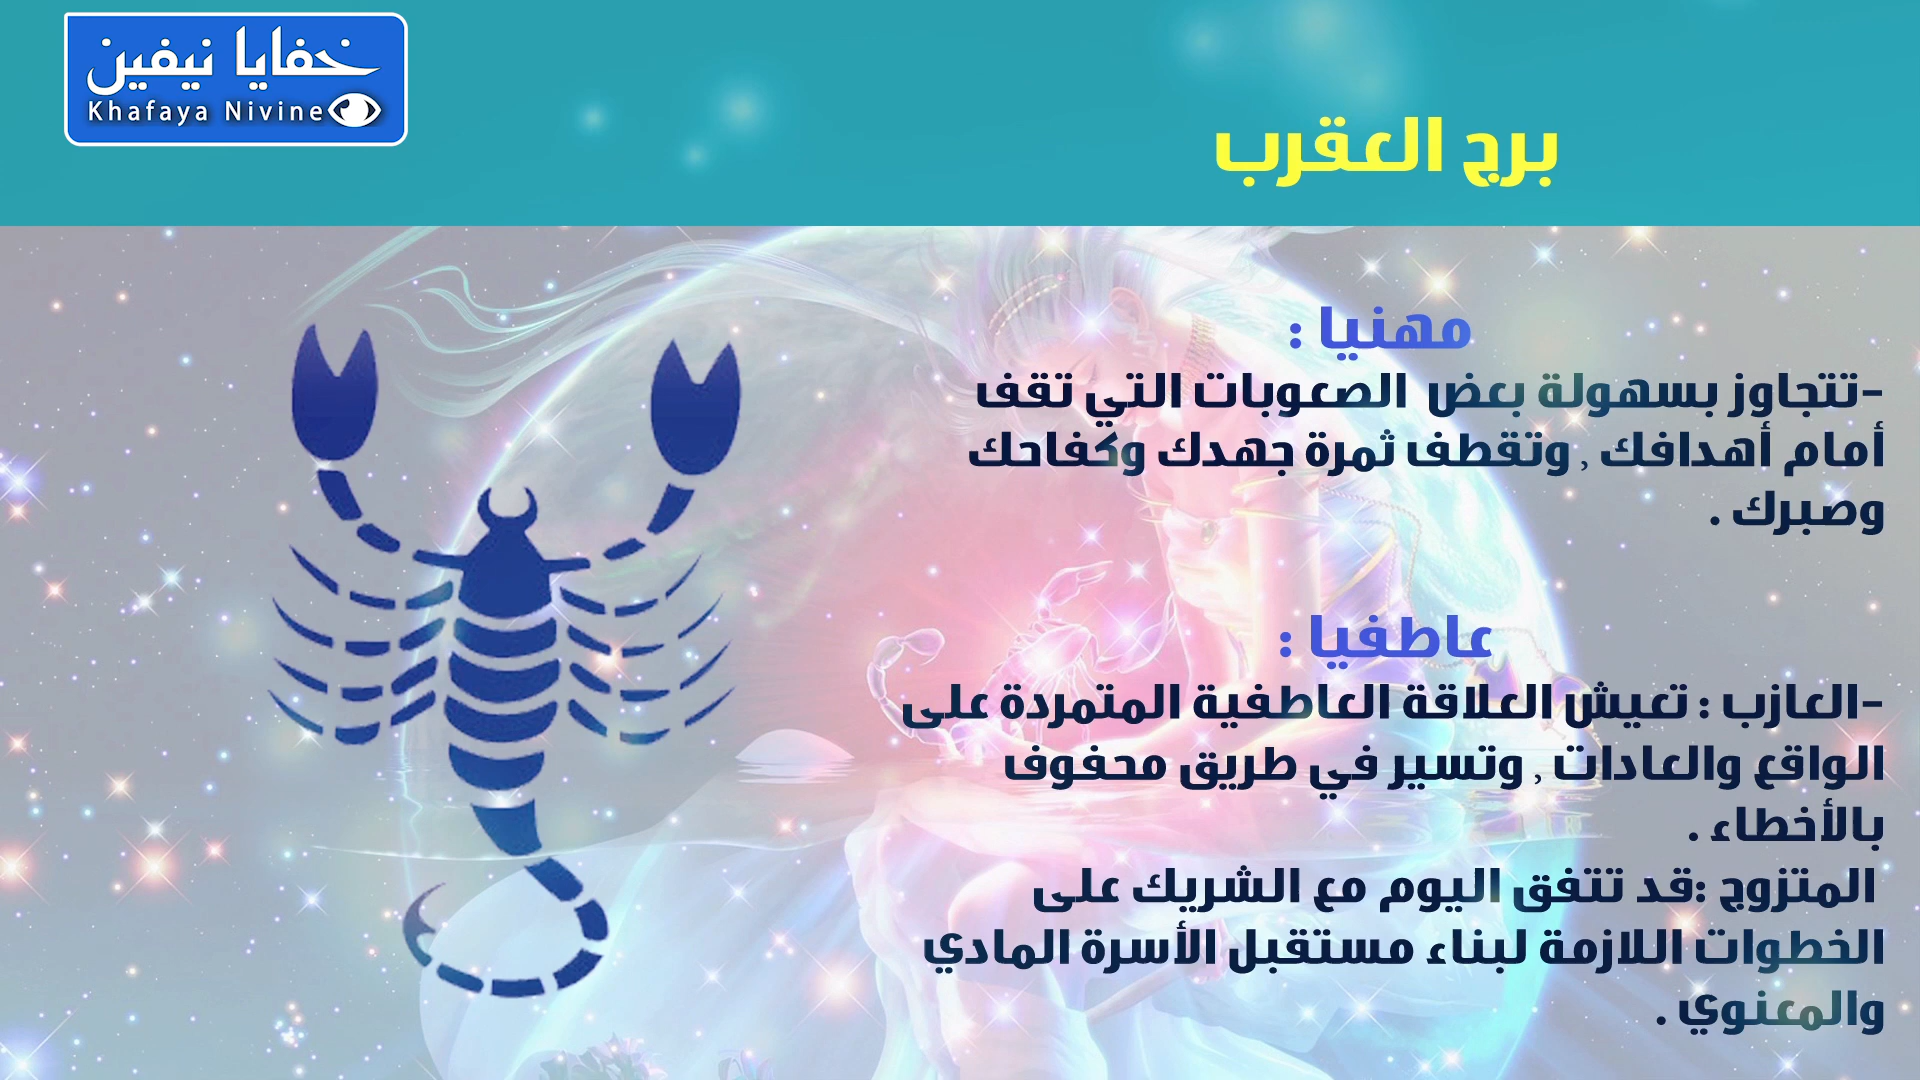 خفايا نيفين
Khafaya Nivine
برج العقرب
مهنيا :
-تتجاوز بسهولة بعض الصعوبات التي تقف
أمام أهدافك , وتقطف ثمرة جهدك وكفاحك
وصبرك .
عاطفيا :
-العازب : تعيش العلاقة العاطفية المتمردة على
الواقع والعادات , وتسير في طريق محفوف
بالأخطاء .
المتزوج :قد تتفق اليوم مع الشريك على
الخطوات اللازمة لبناء مستقبل الأسرة المادي
والمعنوي .